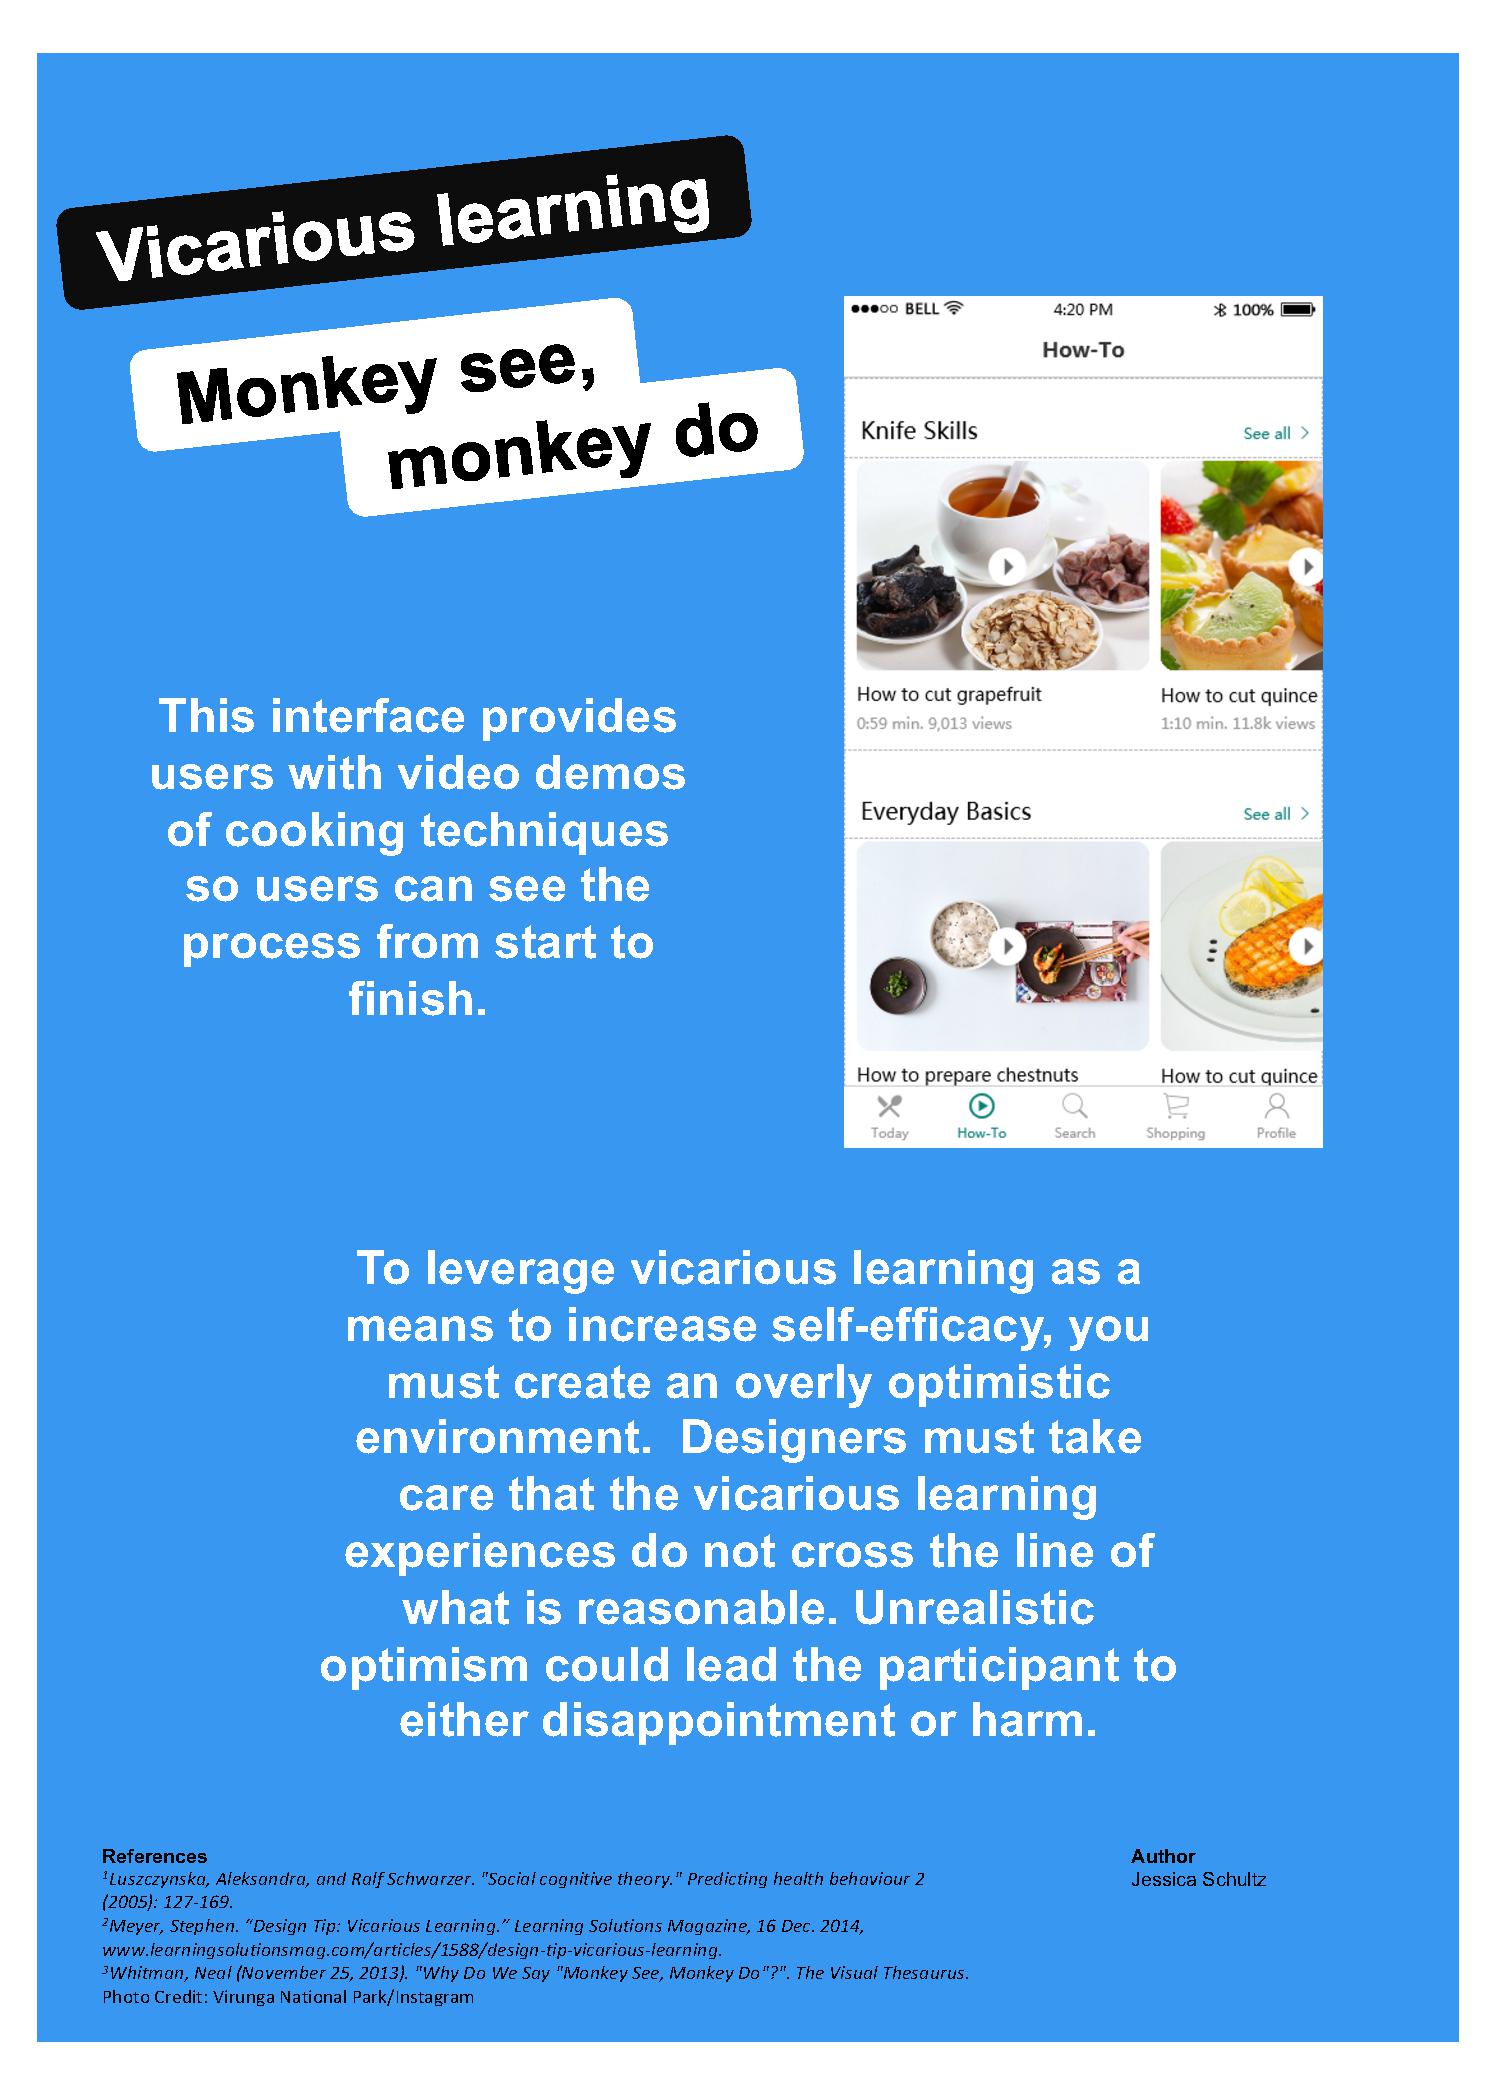 Vicarious learning
Monkey see,
monkey do
This interface provides
users with video demos
of cooking techniques
so users can see the
process from start to
finish.
●●●○○ BELL 4:20 PM 100%
How-To
Knife Skills See all >
How to cut grapefruit How to cut quince
0:59 min. 9,013 views 1:10 min. 11.8k views
Everyday Basics See all >
How to prepare chestnuts How to cut quince
Today How-To Search Shopping Profile
To leverage vicarious learning as a
means to increase self-efficacy, you
must create an overly optimistic
environment.  Designers must take
care that the vicarious learning
experiences do not cross the line of
what is reasonable. Unrealistic
optimism could lead the participant to
either disappointment or harm.
References
¹Luszczynska, Aleksandra, and Ralf Schwarzer. "Social cognitive theory." Predicting health behaviour 2
(2005): 127-169.
²Meyer, Stephen. “Design Tip: Vicarious Learning.” Learning Solutions Magazine, 16 Dec. 2014,
www.learningsolutionsmag.com/articles/1588/design-tip-vicarious-learning.
³Whitman, Neal (November 25, 2013). "Why Do We Say "Monkey See, Monkey Do"?". The Visual Thesaurus.
Photo Credit: Virunga National Park/Instagram
Author
Jessica Schultz